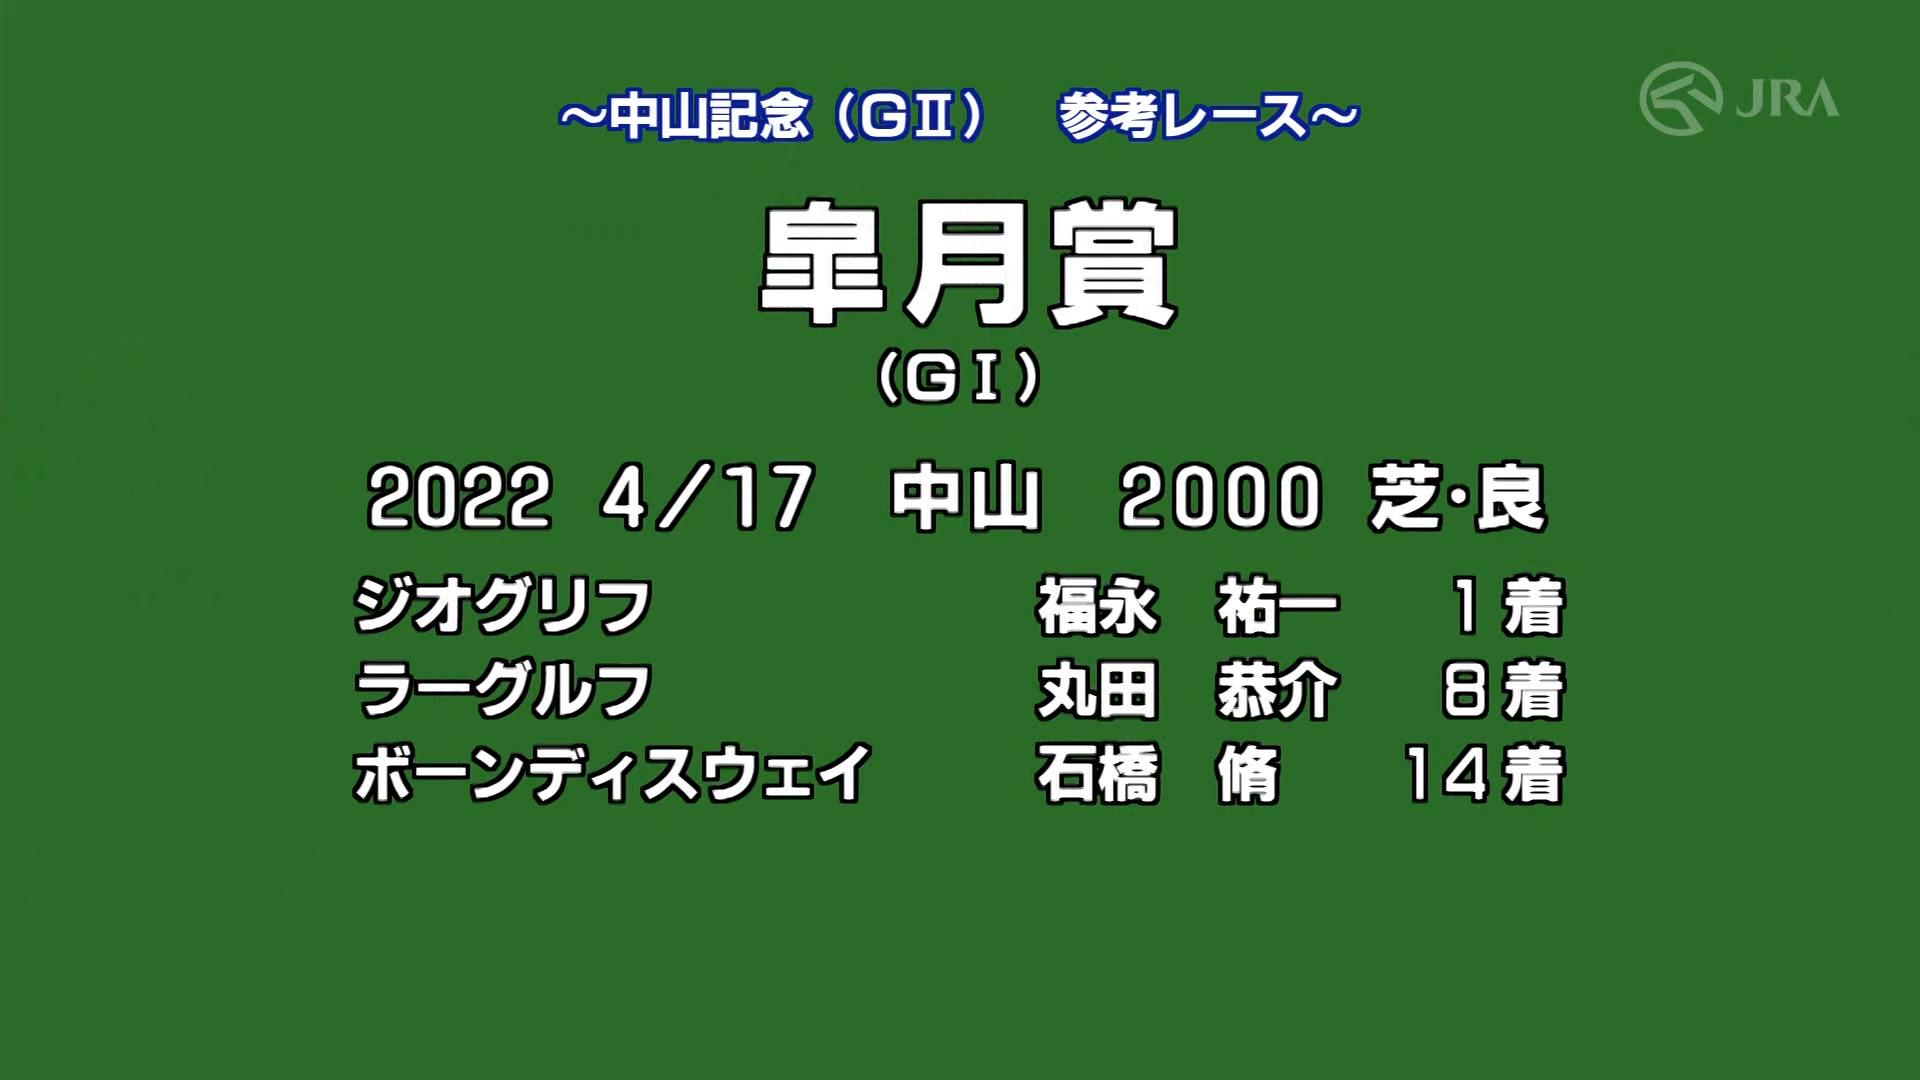 ～中山記念（GⅡ）　参考レース～
JRA
皐月賞
（GⅠ）
2022 4／17 中山 2000 芝・良
ジオグリフ 福永 祐一 1着
ラーグルフ 丸田 恭介 8着
ボーンディスウェイ 石橋 脩 14着